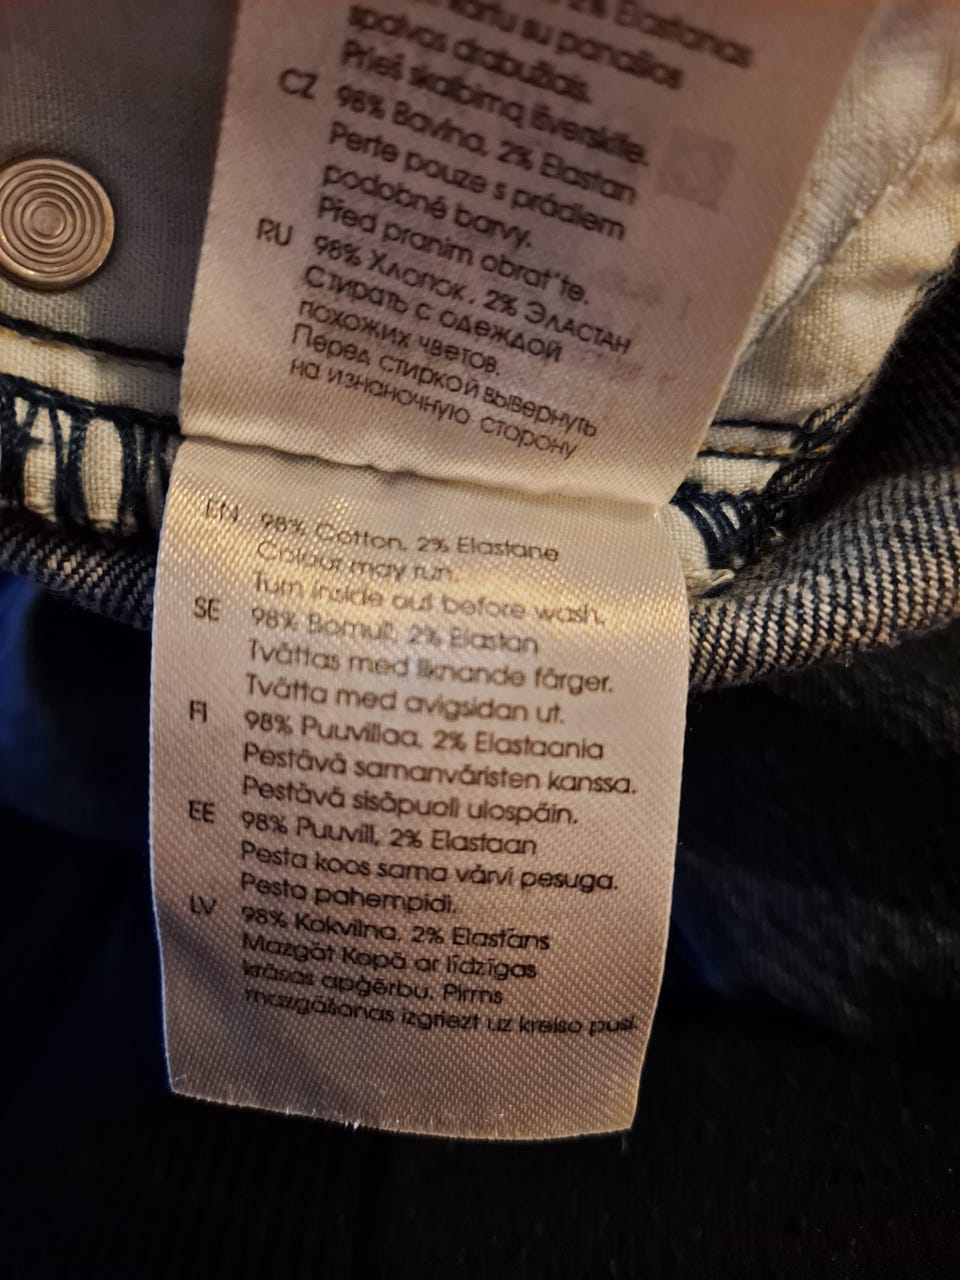 2% Elastanas
kartu su panašios
spalvos drabužiais.
Prieš skalbimą išverskite.
CZ 98% Bavlna, 2% Elastan
Perte pouze s prádlem
podobné barvy.
Před praním obrat'te.
RU 98% Хлопок, 2% Эластан
Стирать с одеждой
похожих цветов.
Перед стиркой вывернуть
на изнаночную сторону
EN 98% Cotton, 2% Elastane
Colour may run.
Turn inside out before wash.
SE 98% Bomull, 2% Elastan
Tvättas med liknande färger.
Tvätta med avigsidan ut.
FI 98% Puuvillaa, 2% Elastaania
Pestävä samanväristen kanssa.
Pestävä sisäpuoli ulospäin.
EE 98% Puuvill, 2% Elastaan
Pesta koos sama värvi pesuga.
Pesta pahempidi.
LV 98% Kokvilna, 2% Elastāns
Mazgāt Kopā ar līdzīgas
krāsas apģērbu. Pirms
mazgāšanas izgriezt uz kreiso pusi.